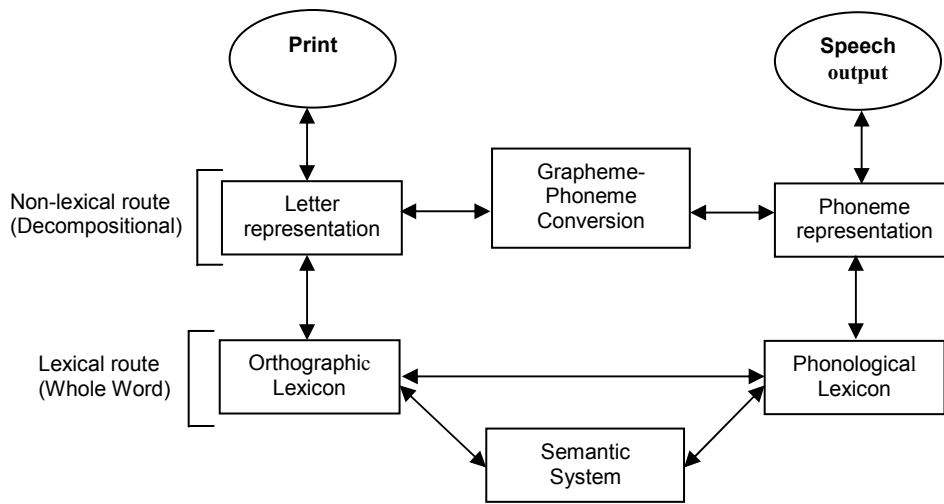 Print
Speech
output
Non-lexical route
(Decompositional)
Letter
representation
Grapheme-
Phoneme
Conversion
Phoneme
representation
Lexical route
(Whole Word)
Orthographic
Lexicon
Phonological
Lexicon
Semantic
System